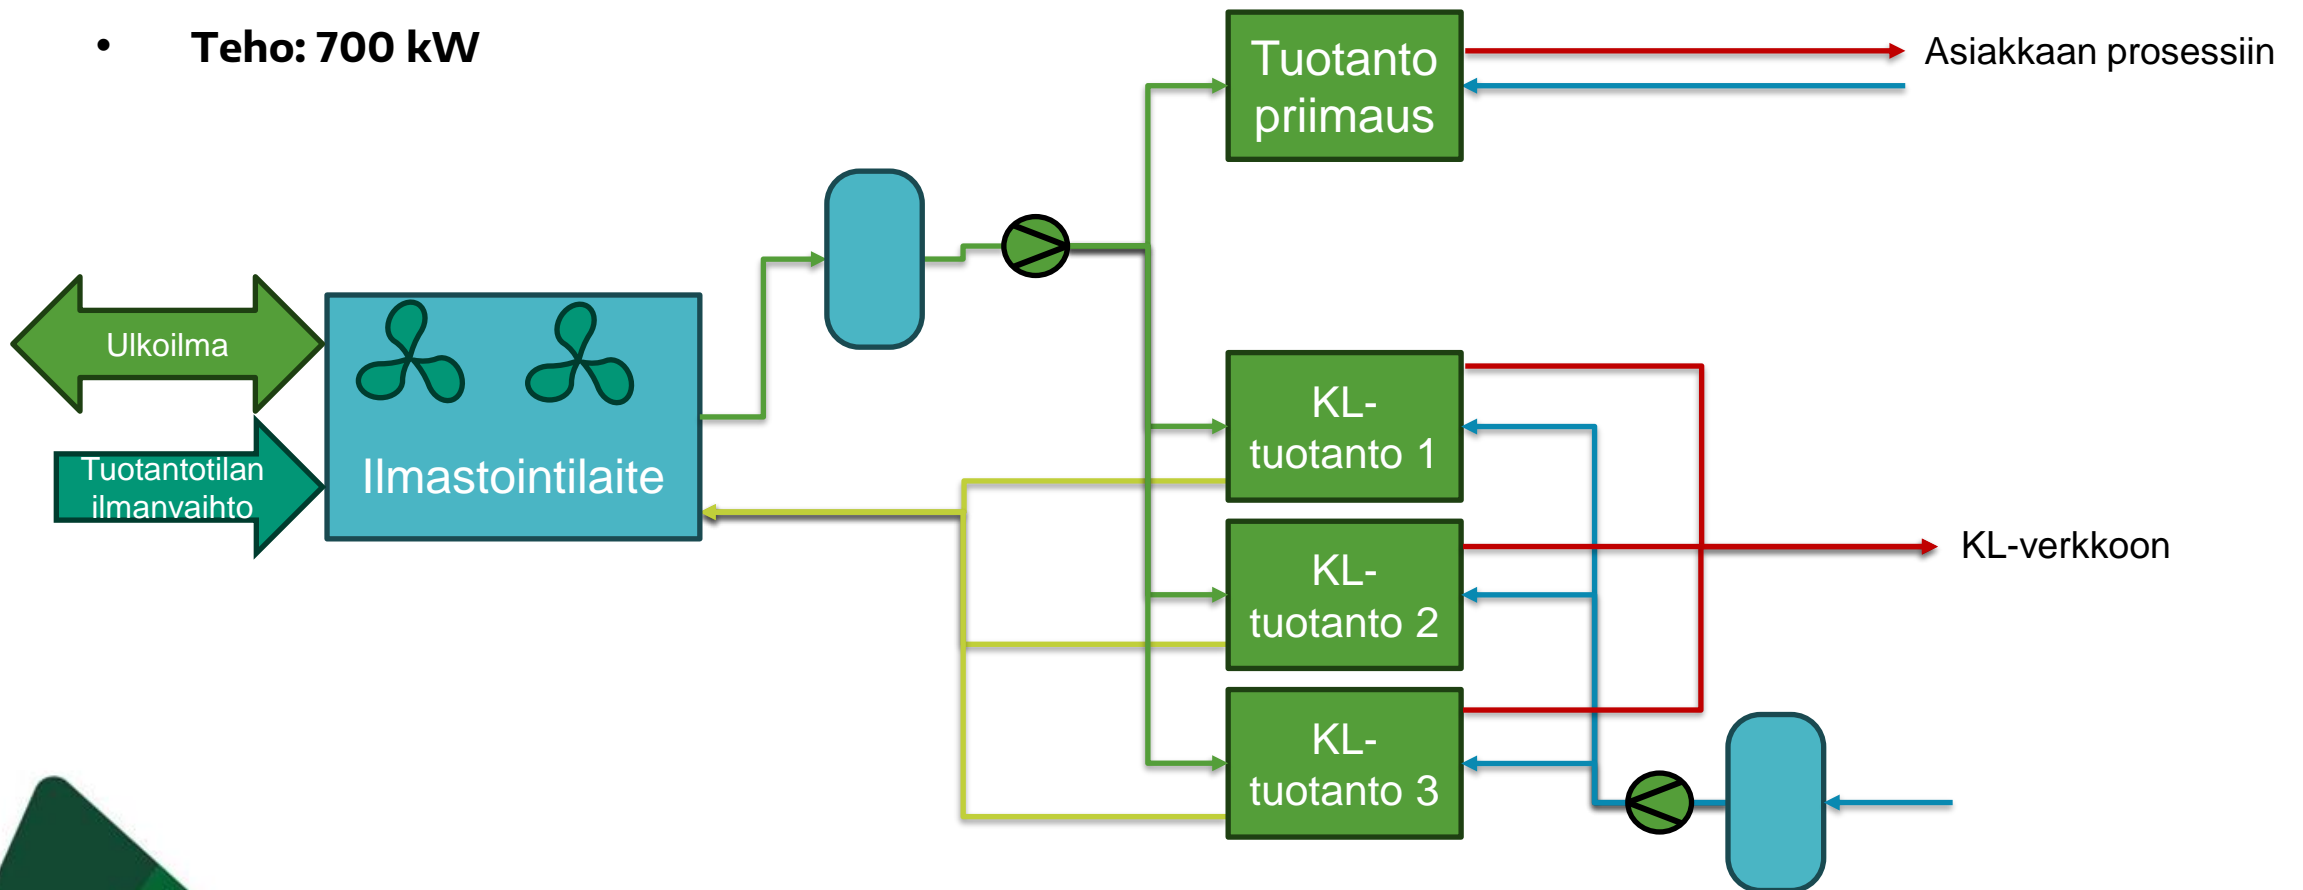 • Teho: 700 kW
Tuotanto
priimaus
Asiakkaan prosessiin
Ulkoilma
Tuotantotilan
ilmanvaihto
Ilmastointilaite
KL-
tuotanto 1
KL-
tuotanto 2
KL-verkkoon
KL-
tuotanto 3